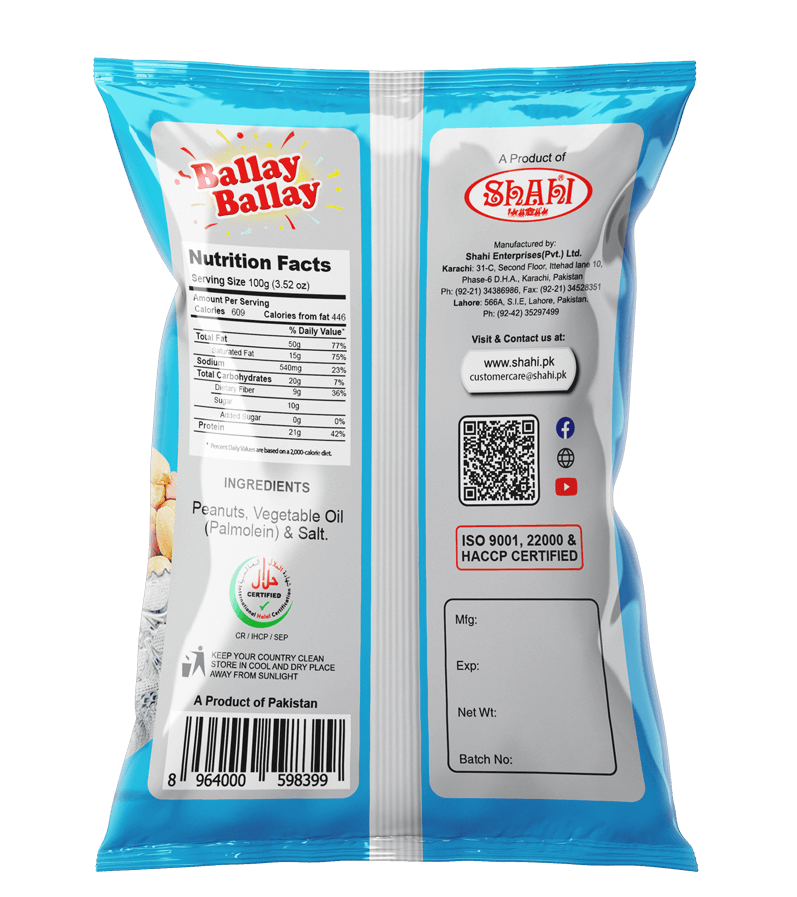 Ballay
Ballay
Nutrition Facts
Serving Size 100g (3.52 oz)
Amount Per Serving
Calories 609 Calories from fat 446
% Daily Value*
Total Fat 50g 77%
Saturated Fat 15g 75%
Sodium 540mg 23%
Total Carbohydrates 20g 7%
Dietary Fiber 9g 36%
Sugar 10g
Added Sugar 0g 0%
Protein 21g 42%
* Percent Daily Values are based on a 2,000-calorie diet.
INGREDIENTS
Peanuts, Vegetable Oil
(Palmolein) & Salt.
حلال
CERTIFIED
International Halal Certification
CR / IHCP / SEP
KEEP YOUR COUNTRY CLEAN
STORE IN COOL AND DRY PLACE
AWAY FROM SUNLIGHT
A Product of Pakistan
8 964000 598399
A Product of
SHAHI®
Manufactured by:
Shahi Enterprises(Pvt.) Ltd.
Karachi: 31-C, Second Floor, Ittehad lane 10,
Phase-6 D.H.A., Karachi, Pakistan
Ph: (92-21) 34386986, Fax: (92-21) 34528351
Lahore: 566A, S.I.E, Lahore, Pakistan.
Ph: (92-42) 35297499
Visit & Contact us at:
www.shahi.pk
customercare@shahi.pk
ISO 9001, 22000 &
HACCP CERTIFIED
Mfg:
Exp:
Net Wt:
Batch No: